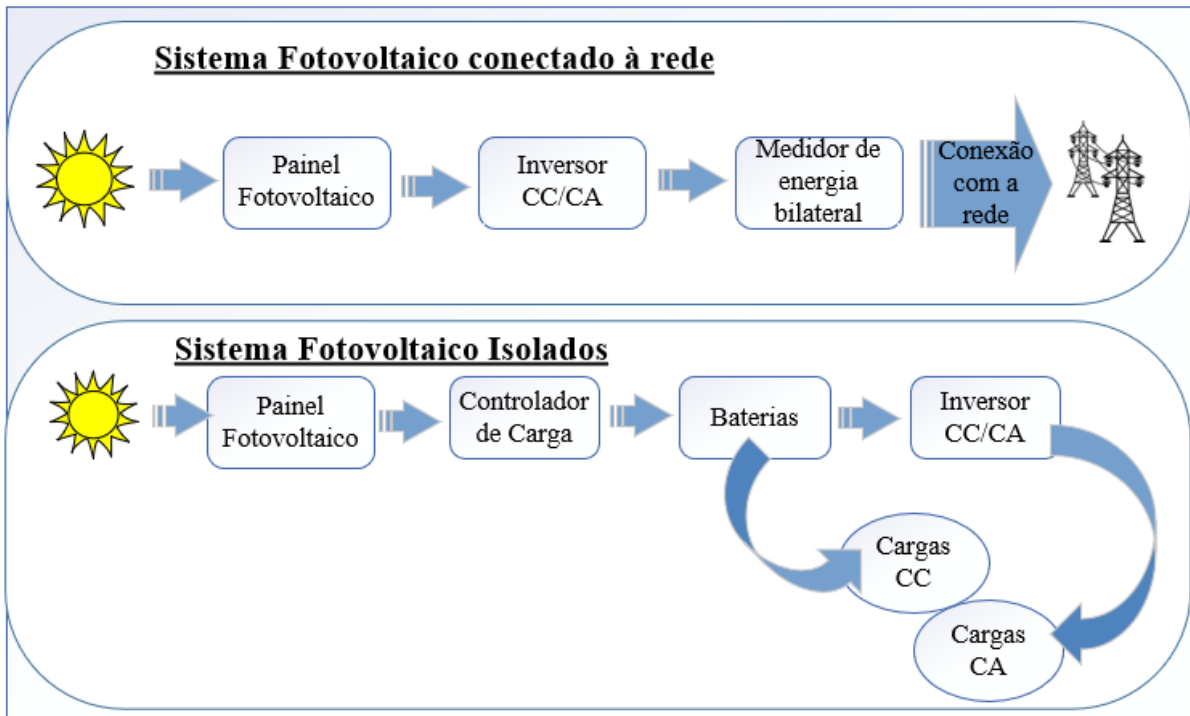 Sistema Fotovoltaico conectado à rede
Painel
Fotovoltaico
Inversor
CC/CA
Medidor de
energia
bilateral
Conexão
com a
rede
Sistema Fotovoltaico Isolados
Painel
Fotovoltaico
Controlador
de Carga
Baterias
Inversor
CC/CA
Cargas
CC
Cargas
CA